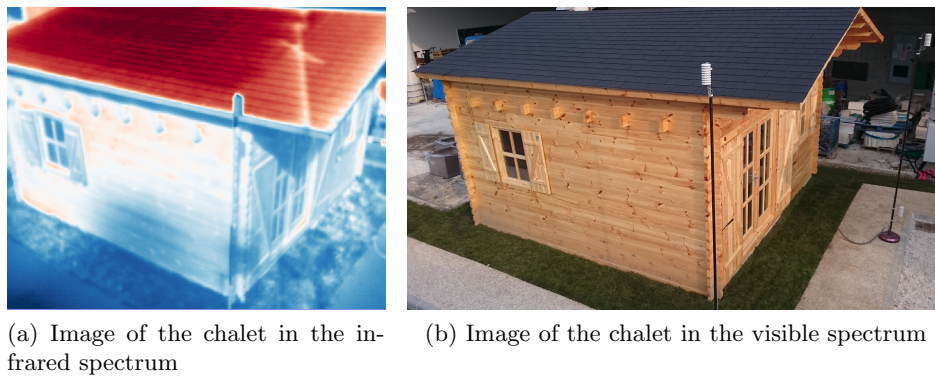 (a) Image of the chalet in the in-
frared spectrum
(b) Image of the chalet in the visible spectrum